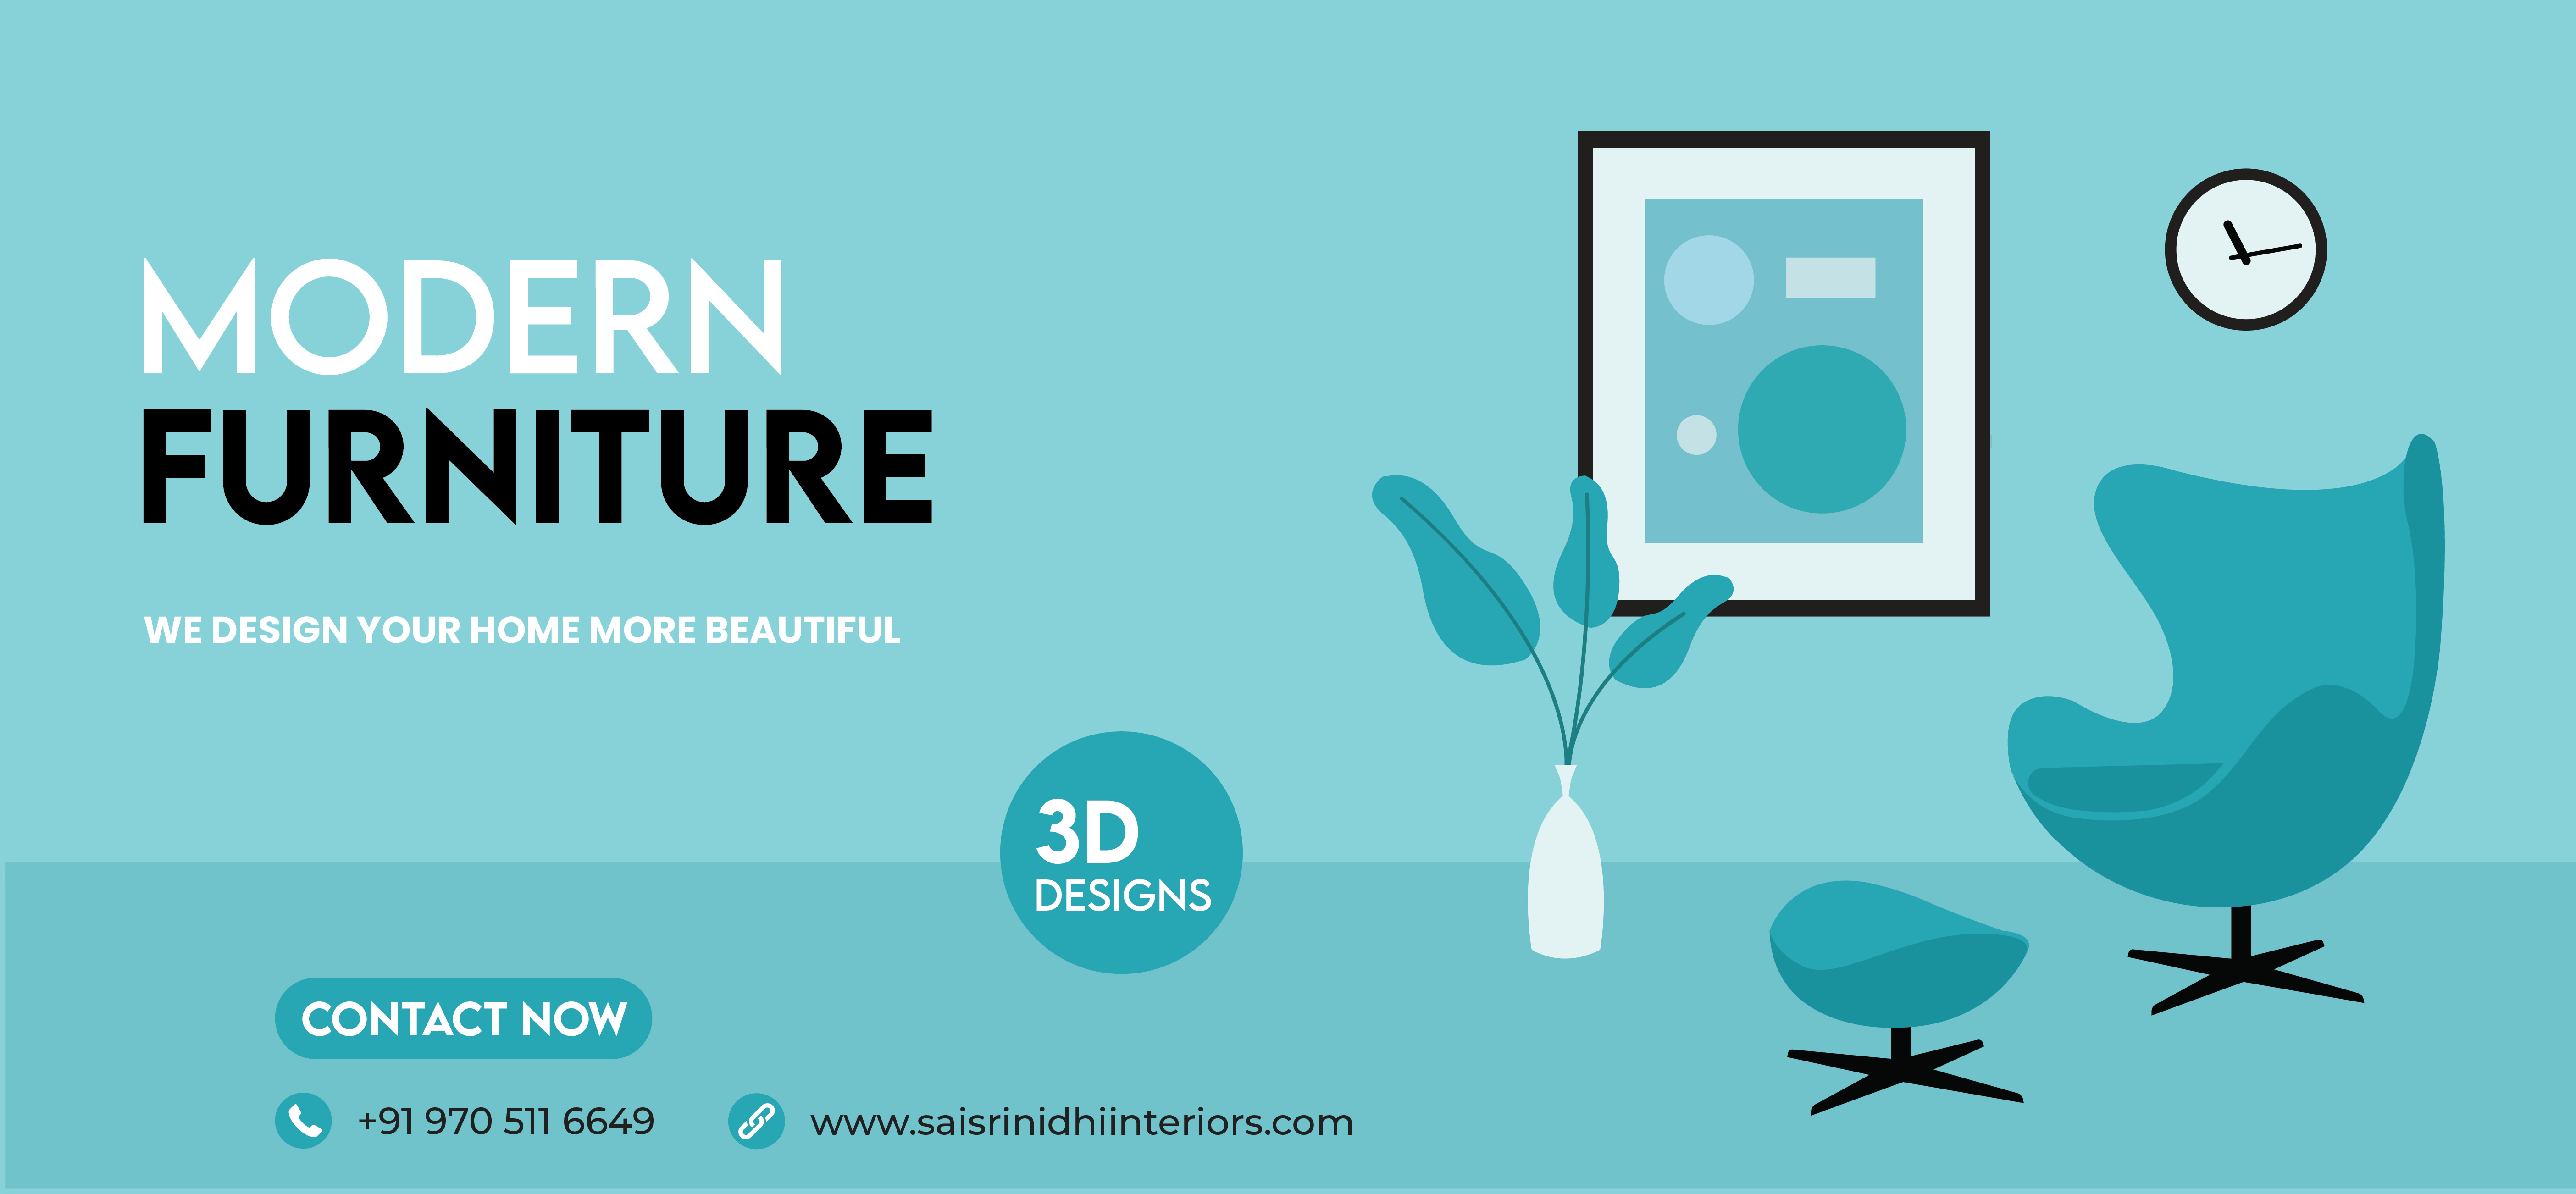 MODERN
FURNITURE
WE DESIGN YOUR HOME MORE BEAUTIFUL
3D
DESIGNS
CONTACT NOW
+91 970 511 6649
www.saisrinidhiinteriors.com